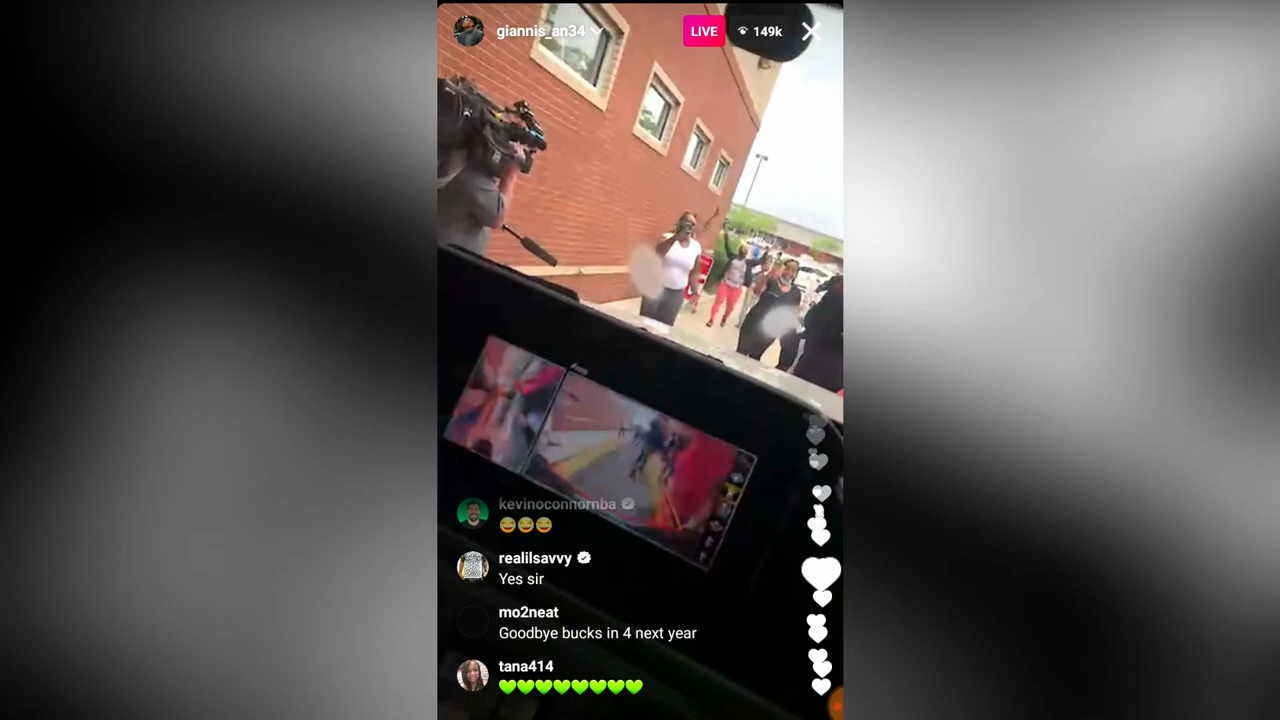 giannis_an34
LIVE
149k
kevinoconnornba
😂😂😂
realilsavvy
Yes sir
mo2neat
Goodbye bucks in 4 next year
tana414
💚💚💚💚💚💚💚💚